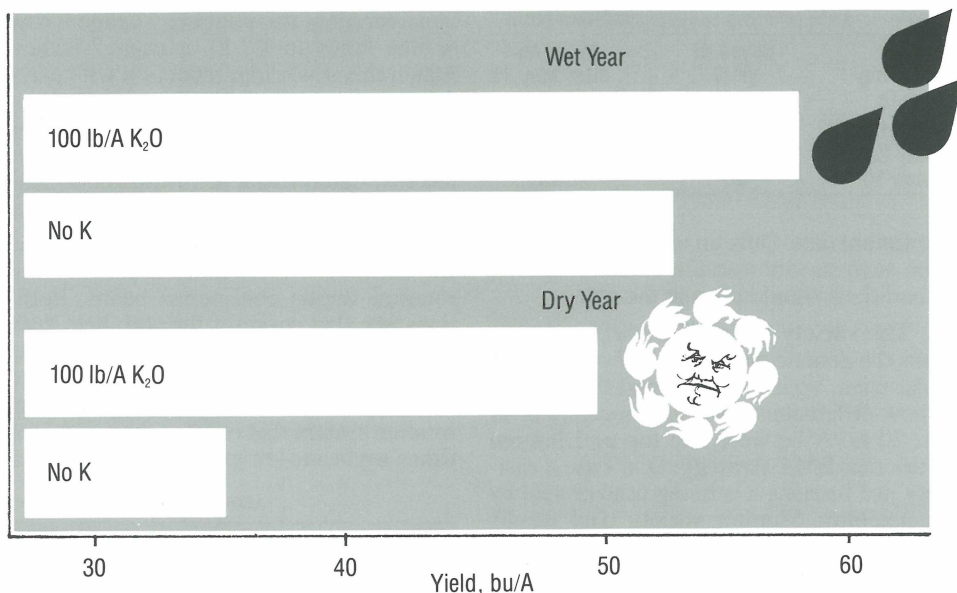 Wet Year
100 lb/A K₂O
No K
Dry Year
100 lb/A K₂O
No K
30 40 50 60
Yield, bu/A